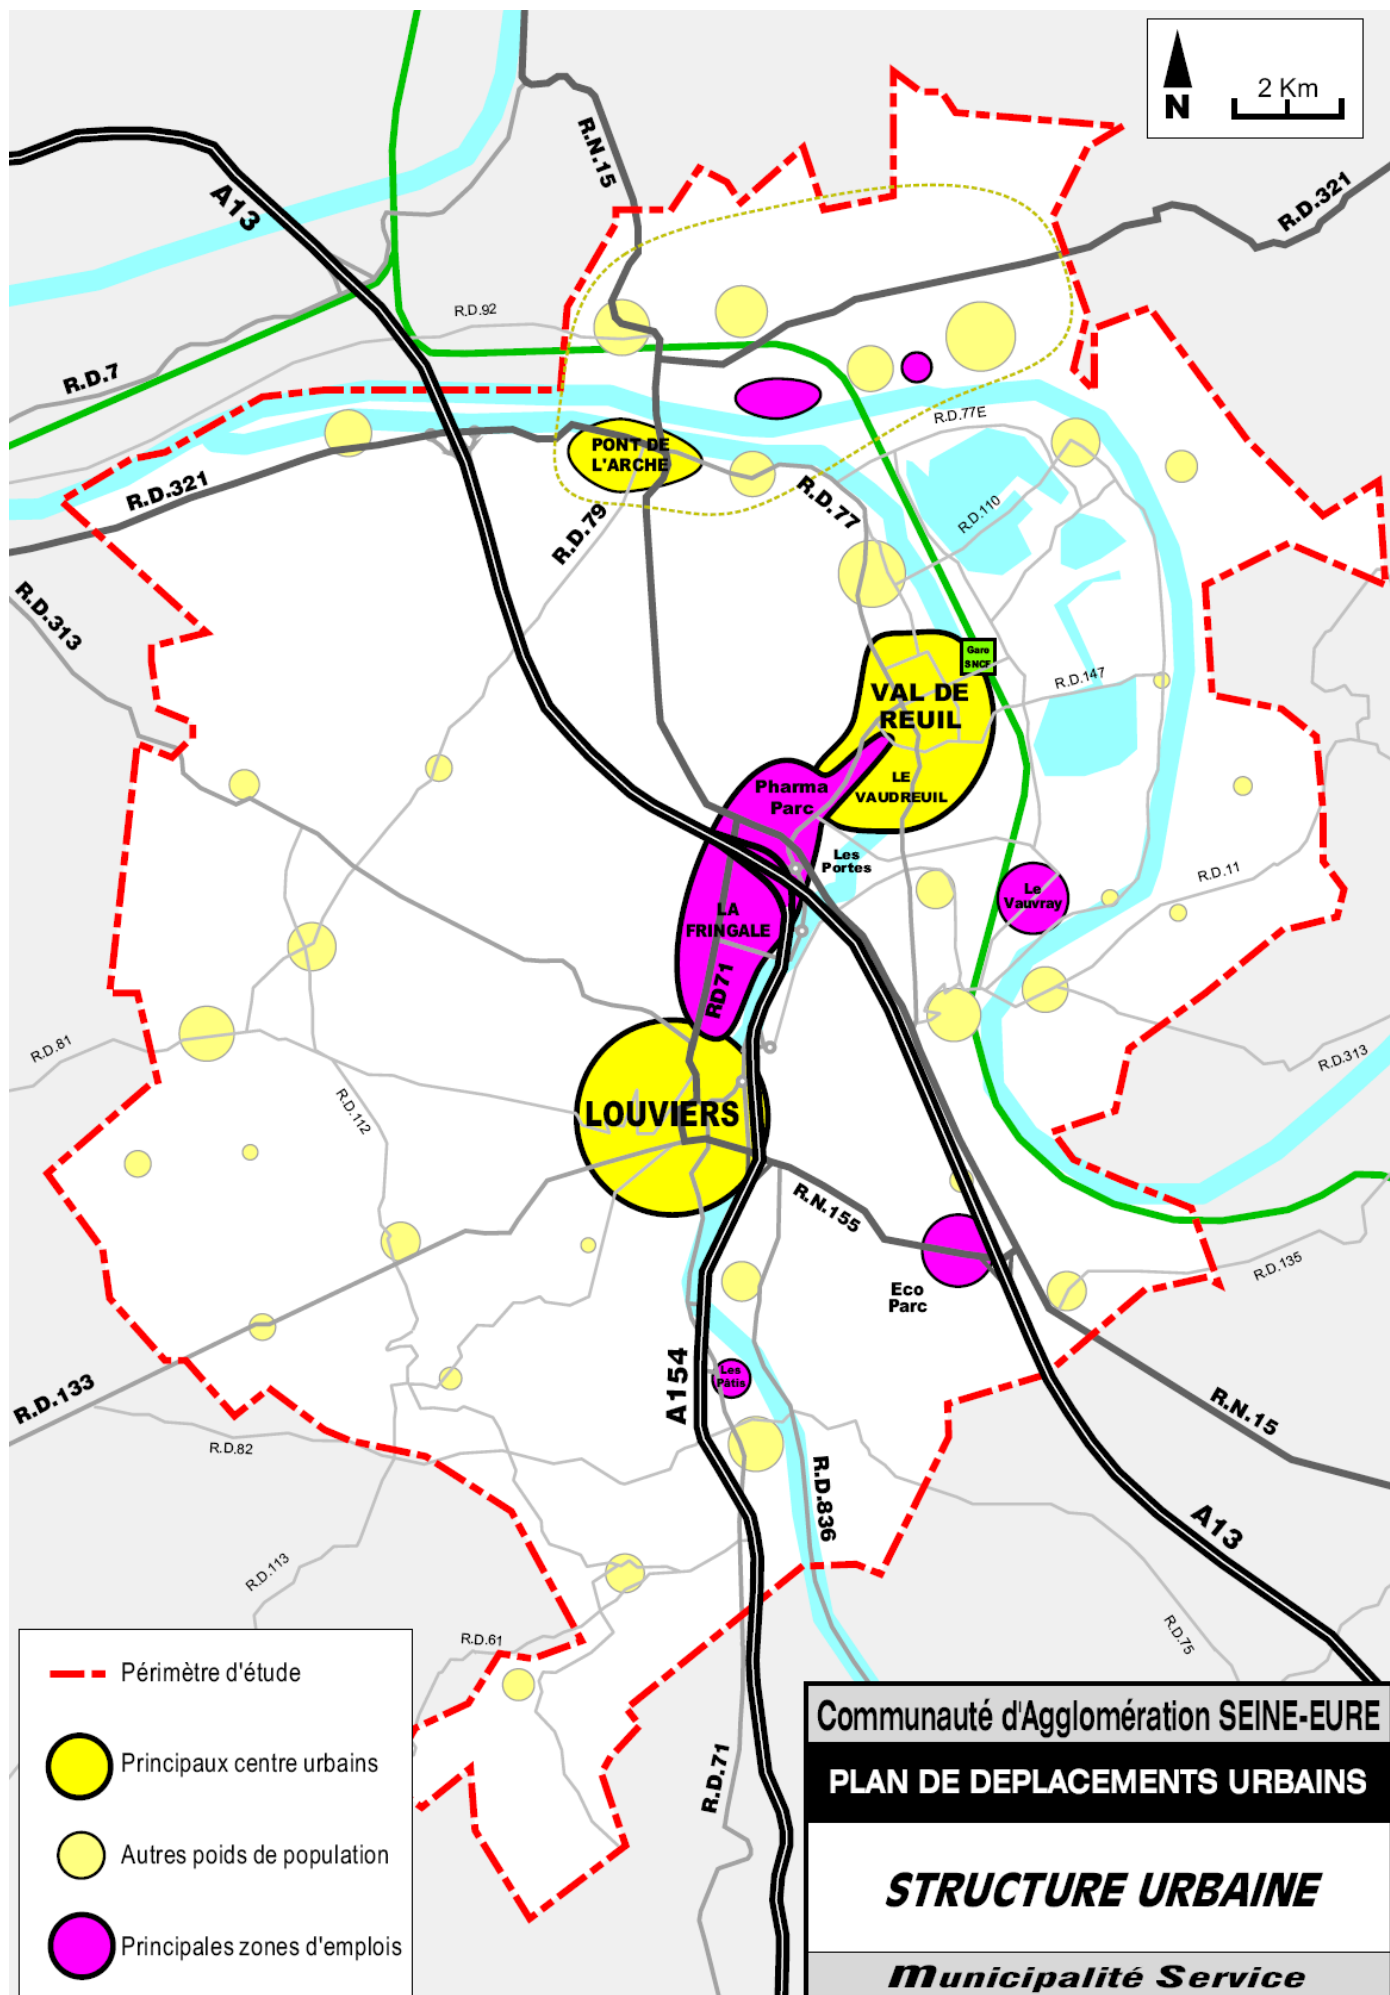 2 Km
N
R.N.15
A13
R.D.321
R.D.92
R.D.7
R.D.77E
PONT DE
L'ARCHE
R.D.321
R.D.77
R.D.110
R.D.79
R.D.313
Gare
SNCF
R.D.147
VAL DE
REUIL
LE
VAUDREUIL
Pharma
Parc
Les
Portes
R.D.11
Le
Vauvray
LA
FRINGALE
RD71
R.D.81
R.D.313
R.D.112
LOUVIERS
R.N.155
R.D.135
Eco
Parc
A154
Les
Pâtis
R.D.133
R.N.15
R.D.82
R.D.836
A13
R.D.113
R.D.75
R.D.61
R.D.71
Périmètre d'étude
Principaux centre urbains
Autres poids de population
Principales zones d'emplois
Communauté d'Agglomération SEINE-EURE
PLAN DE DEPLACEMENTS URBAINS
STRUCTURE URBAINE
Municipalité Service